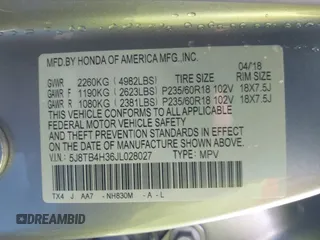 MFD.BY HONDA OF AMERICA MFG.,INC.
04/18
GVWR 2260KG (4982LBS) TIRE SIZE RIM SIZE
GAWR F 1190KG (2623LBS) P235/60R18 102V 18X7.5J
GAWR R 1080KG (2381LBS) P235/60R18 102V 18X7.5J
THIS VEHICLE CONFORMS TO ALL APPLICABLE
FEDERAL MOTOR VEHICLE SAFETY, BUMPER, AND
THEFT PREVENTION STANDARDS IN EFFECT ON THE
DATE OF MANUFACTURE SHOWN ABOVE.
V.I.N.: 5J8TB4H36JL028027 TYPE: MPV
TX4 J AA7 -NH830M -A -L
DREAMBID